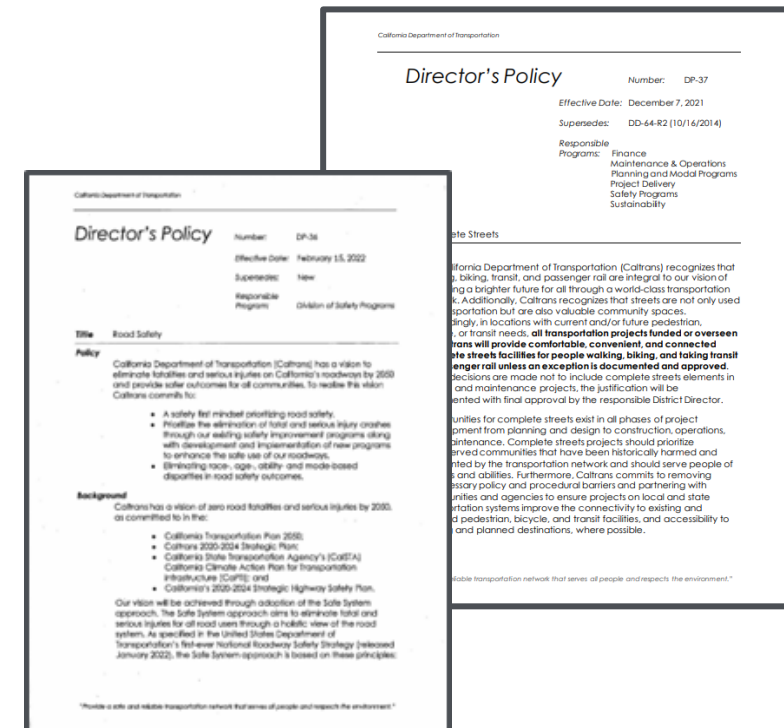 California Department of Transportation
Director's Policy
Number: DP-37
Effective Date: December 7, 2021
Supersedes: DD-64-R2 (10/16/2014)
Responsible
Programs: Finance
Maintenance & Operations
Planning and Modal Programs
Project Delivery
Safety Programs
Sustainability
ete Streets
lifornia Department of Transportation (Caltrans) recognizes that
g, biking, transit, and passenger rail are integral to our vision of
ng a brighter future for all through a world-class transportation
k. Additionally, Caltrans recognizes that streets are not only used
sportation but are also valuable community spaces.
dingly, in locations with current and/or future pedestrian,
, or transit needs, all transportation projects funded or overseen
trans will provide comfortable, convenient, and connected
ete streets facilities for people walking, biking, and taking transit
enger rail unless an exception is documented and approved.
decisions are made not to include complete streets elements in
and maintenance projects, the justification will be
ented with final approval by the responsible District Director.
unities for complete streets exist in all phases of project
pment from planning and design to construction, operations,
aintenance. Complete streets projects should prioritize
erved communities that have been historically harmed and
nted by the transportation network and should serve people of
s and abilities. Furthermore, Caltrans commits to removing
essary policy and procedural barriers and partnering with
unities and agencies to ensure projects on local and state
ortation systems improve the connectivity to existing and
d pedestrian, bicycle, and transit facilities, and accessibility to
and planned destinations, where possible.
liable transportation network that serves all people and respects the environment."
California Department of Transportation
Director's Policy
Number: DP-36
Effective Date: February 15, 2022
Supersedes: New
Responsible
Program: Division of Safety Programs
Title Road Safety
Policy
California Department of Transportation (Caltrans) has a vision to
eliminate fatalities and serious injuries on California's roadways by 2050
and provide safer outcomes for all communities. To realize this vision
Caltrans commits to:
• A safety first mindset prioritizing road safety.
• Prioritize the elimination of fatal and serious injury crashes
through our existing safety improvement programs along
with development and implementation of new programs
to enhance the safe use of our roadways.
• Eliminating race-, age-, ability- and mode-based
disparities in road safety outcomes.
Background
Caltrans has a vision of zero road fatalities and serious injuries by 2050,
as committed to in the:
• California Transportation Plan 2050;
• Caltrans 2020-2024 Strategic Plan;
• California State Transportation Agency's (CalSTA)
California Climate Action Plan for Transportation
Infrastructure (CAPTI); and
• California's 2020-2024 Strategic Highway Safety Plan.
Our vision will be achieved through adoption of the Safe System
approach. The Safe System approach aims to eliminate fatal and
serious injuries for all road users through a holistic view of the road
system. As specified in the United States Department of
Transportation's first-ever National Roadway Safety Strategy (released
January 2022), the Safe System approach is based on these principles:
"Provide a safe and reliable transportation network that serves all people and respects the environment."